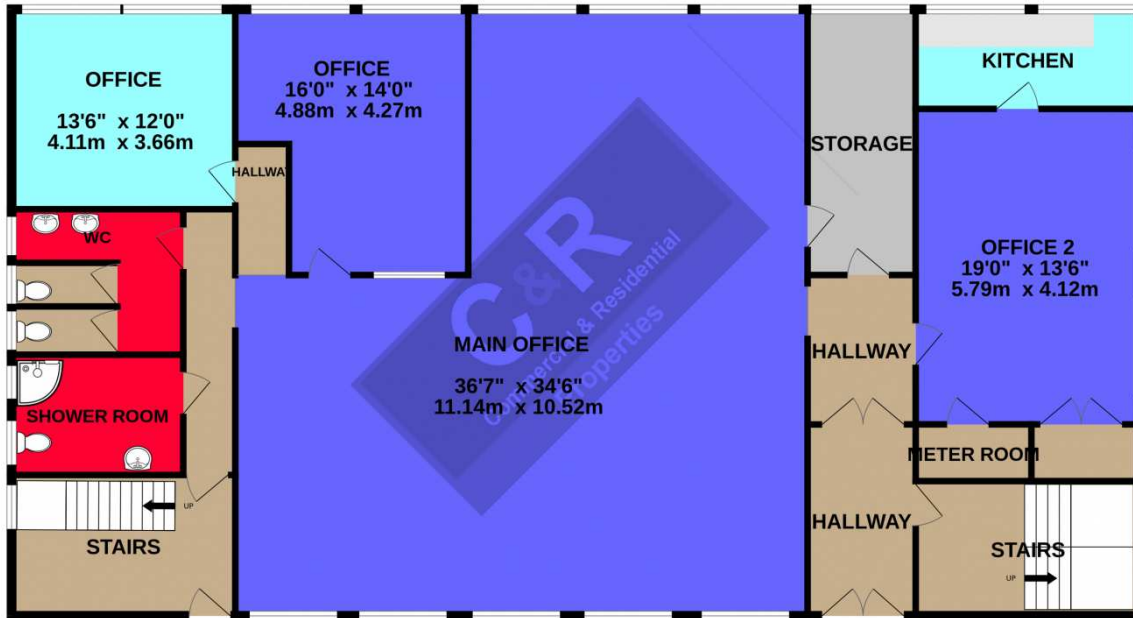 OFFICE
13'6" x 12'0"
4.11m x 3.66m
OFFICE
16'0" x 14'0"
4.88m x 4.27m
HALLWAY
STORAGE
KITCHEN
WC
OFFICE 2
19'0" x 13'6"
5.79m x 4.12m
C&R
Commercial & Residential
Properties
MAIN OFFICE
36'7" x 34'6"
11.14m x 10.52m
HALLWAY
SHOWER ROOM
METER ROOM
UP
STAIRS
HALLWAY
STAIRS
UP